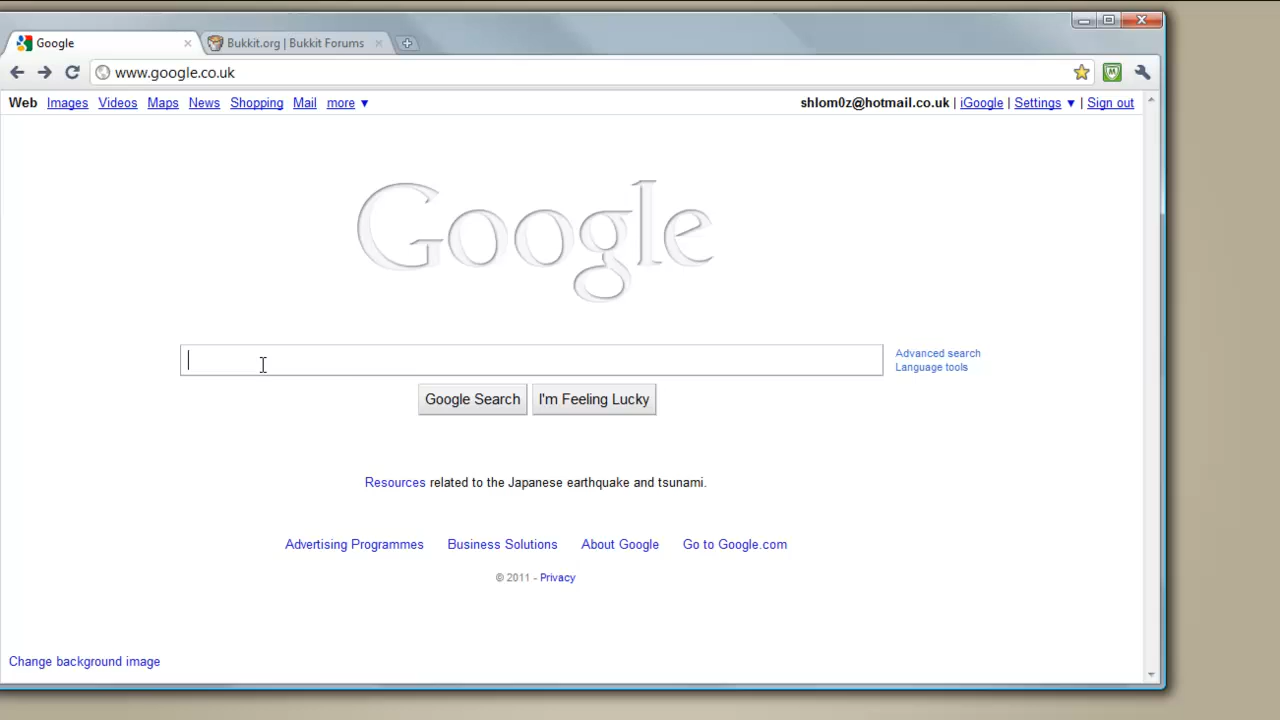 Google Bukkit.org | Bukkit Forums
www.google.co.uk
Web Images Videos Maps News Shopping Mail more ▼ shlom0z@hotmail.co.uk | iGoogle | Settings ▼ | Sign out
Google
Advanced search
Language tools
Google Search I'm Feeling Lucky
Resources related to the Japanese earthquake and tsunami.
Advertising Programmes Business Solutions About Google Go to Google.com
© 2011 - Privacy
Change background image